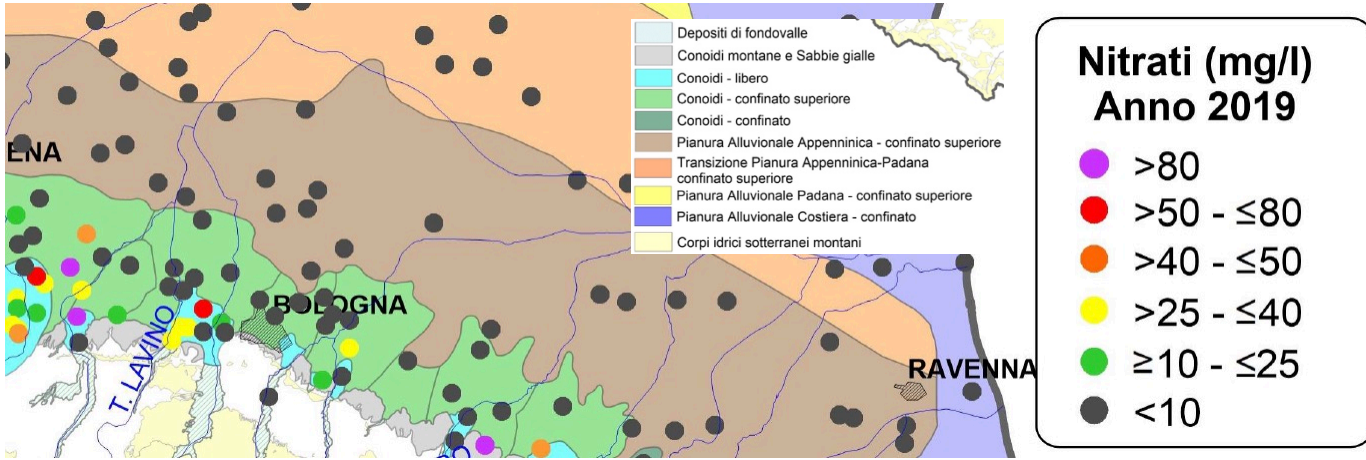 Depositi di fondovalle
Conoidi montane e Sabbie gialle
Conoidi - libero
Conoidi - confinato superiore
Conoidi - confinato
Pianura Alluvionale Appenninica - confinato superiore
Transizione Pianura Appenninica-Padana
confinato superiore
Pianura Alluvionale Padana - confinato superiore
Pianura Alluvionale Costiera - confinato
Corpi idrici sotterranei montani
Nitrati (mg/l)
Anno 2019
>80
>50 - ≤80
>40 - ≤50
>25 - ≤40
≥10 - ≤25
<10
ENA
BOLOGNA
T. LAVINO
RAVENNA